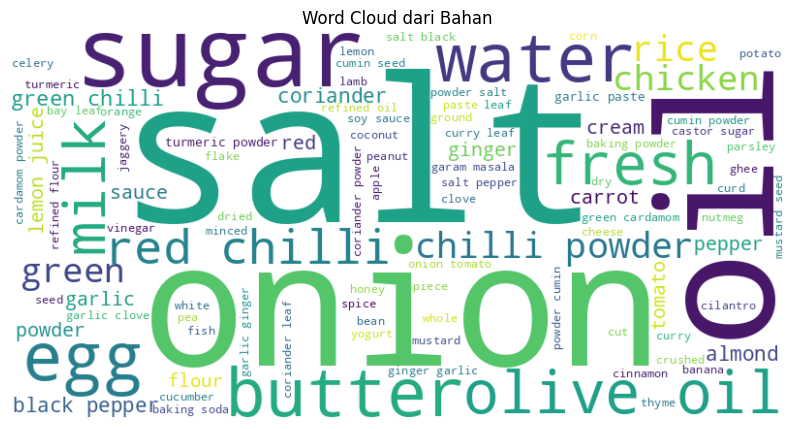 Word Cloud dari Bahan
celery
sugar
lemon
cumin seed
salt black
water
corn
rice
potato
turmeric
green chilli
bay leaf
orange
coriander
lamb
refined oil
soy sauce
powder salt
paste
leaf
ground
garlic paste
chicken
cumin powder
castor sugar
cardamom powder
lemon juice
refined flour
milk
jaggery
turmeric powder
flake
red
salt
coconut
peanut
apple
coriander powder
curry leaf
ginger
garam masala
salt pepper
clove
cream
baking powder
fresh
dry
parsley
ghee
curd
oil
mustard seed
sauce
vinegar
dried
minced
carrot
green cardamom
cheese
nutmeg
red chilli
chilli powder
pepper
green
seed
garlic
garlic clove
powder
onion
onion tomato
honey
piece
spice
white
pea
fish
bean
yogurt
whole
mustard
garlic ginger
coriander leaf
powder cumin
tomato
cut
curry
crushed
cilantro
egg
flour
cucumber
baking soda
black pepper
butter
ginger garlic
olive oil
cinnamon
banana
almond
thyme